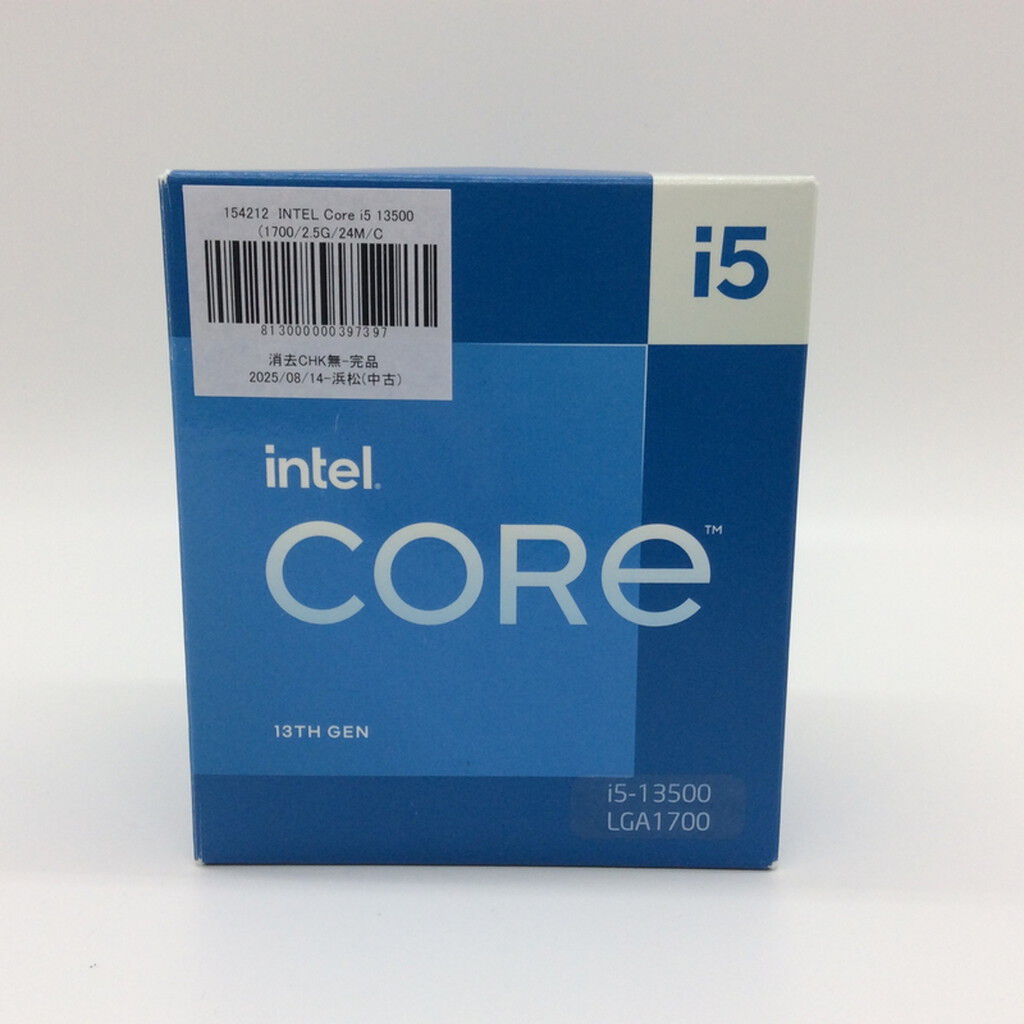 154212 INTEL Core i5 13500
(1700/2.5G/24M/C
813000000397397
消去CHK無-完品
2025/08/14-浜松(中古)
i5
intel.
CORE™
13TH GEN
i5-13500
LGA1700